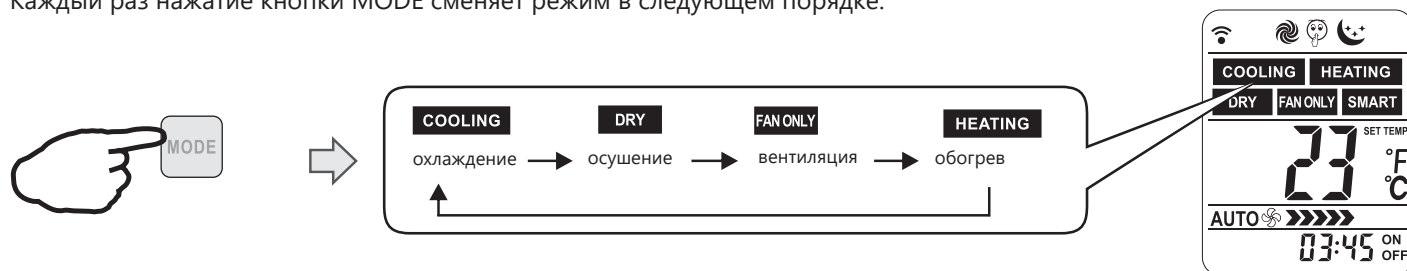 Каждый раз нажатие кнопки MODE сменяет режим в следующем порядке:
MODE
COOLING DRY FAN ONLY HEATING
охлаждение осушение вентиляция обогрев
COOLING HEATING
DRY FAN ONLY SMART
SET TEMP
23 °F
°C
AUTO
03:45 ON
OFF